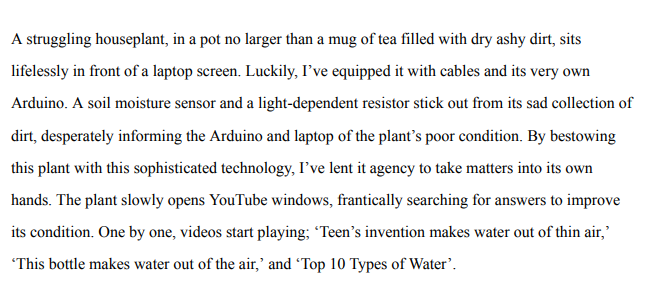 A struggling houseplant, in a pot no larger than a mug of tea filled with dry ashy dirt, sits
lifelessly in front of a laptop screen. Luckily, I’ve equipped it with cables and its very own
Arduino. A soil moisture sensor and a light-dependent resistor stick out from its sad collection of
dirt, desperately informing the Arduino and laptop of the plant’s poor condition. By bestowing
this plant with this sophisticated technology, I’ve lent it agency to take matters into its own
hands. The plant slowly opens YouTube windows, frantically searching for answers to improve
its condition. One by one, videos start playing; ‘Teen’s invention makes water out of thin air,’
‘This bottle makes water out of the air,’ and ‘Top 10 Types of Water’.